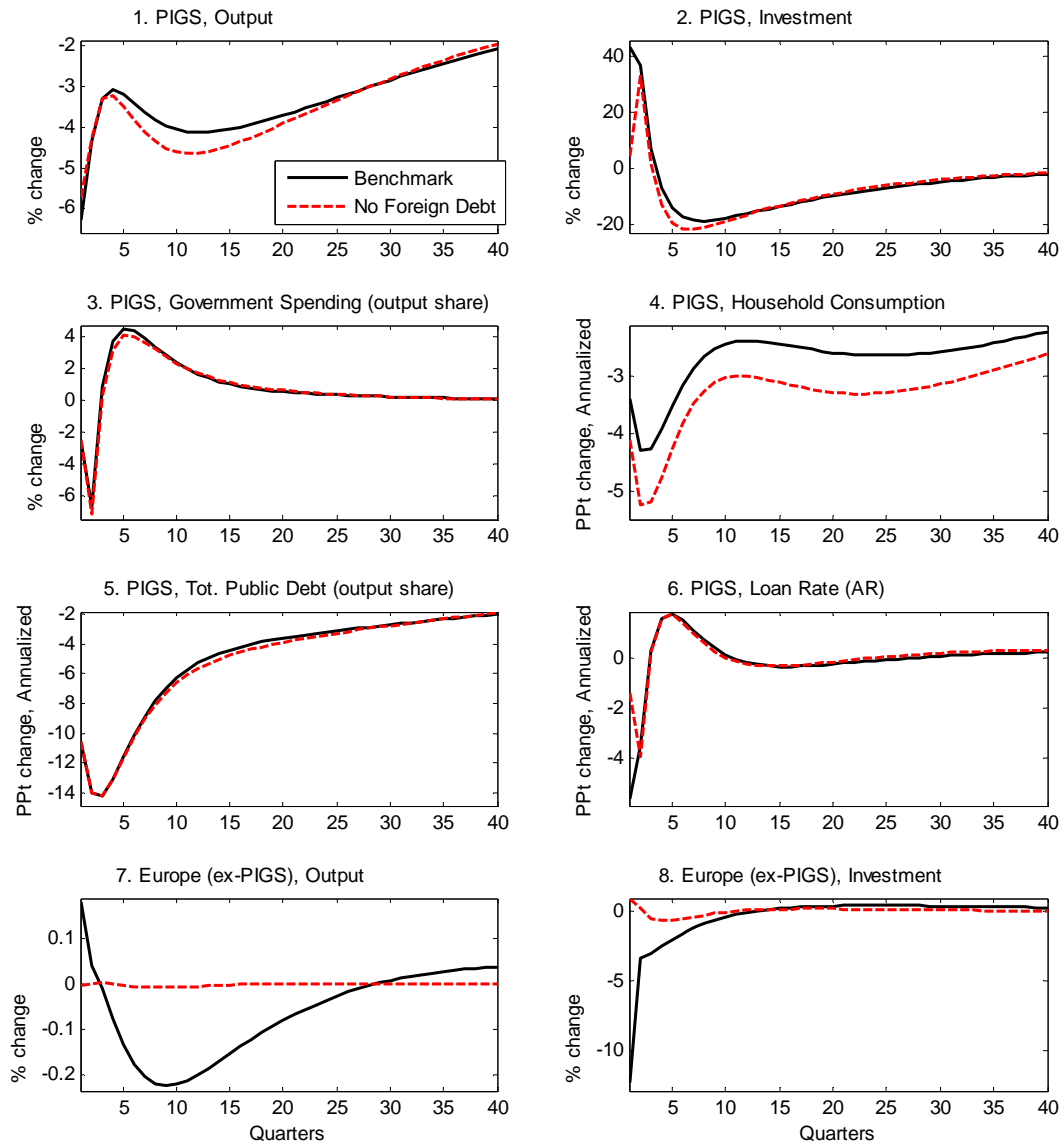 1. PIGS, Output
2. PIGS, Investment
-2
-3
-4
-5
-6
% change
Benchmark
No Foreign Debt
5 10 15 20 25 30 35 40
40
20
0
-20
% change
5 10 15 20 25 30 35 40
3. PIGS, Government Spending (output share)
4. PIGS, Household Consumption
4
2
0
-2
-4
-6
% change
5 10 15 20 25 30 35 40
-3
-4
-5
PPt change, Annualized
5 10 15 20 25 30 35 40
5. PIGS, Tot. Public Debt (output share)
6. PIGS, Loan Rate (AR)
-2
-4
-6
-8
-10
-12
-14
PPt change, Annualized
5 10 15 20 25 30 35 40
0
-2
-4
PPt change, Annualized
5 10 15 20 25 30 35 40
7. Europe (ex-PIGS), Output
8. Europe (ex-PIGS), Investment
0.1
0
-0.1
-0.2
% change
5 10 15 20 25 30 35 40
Quarters
0
-5
-10
% change
5 10 15 20 25 30 35 40
Quarters